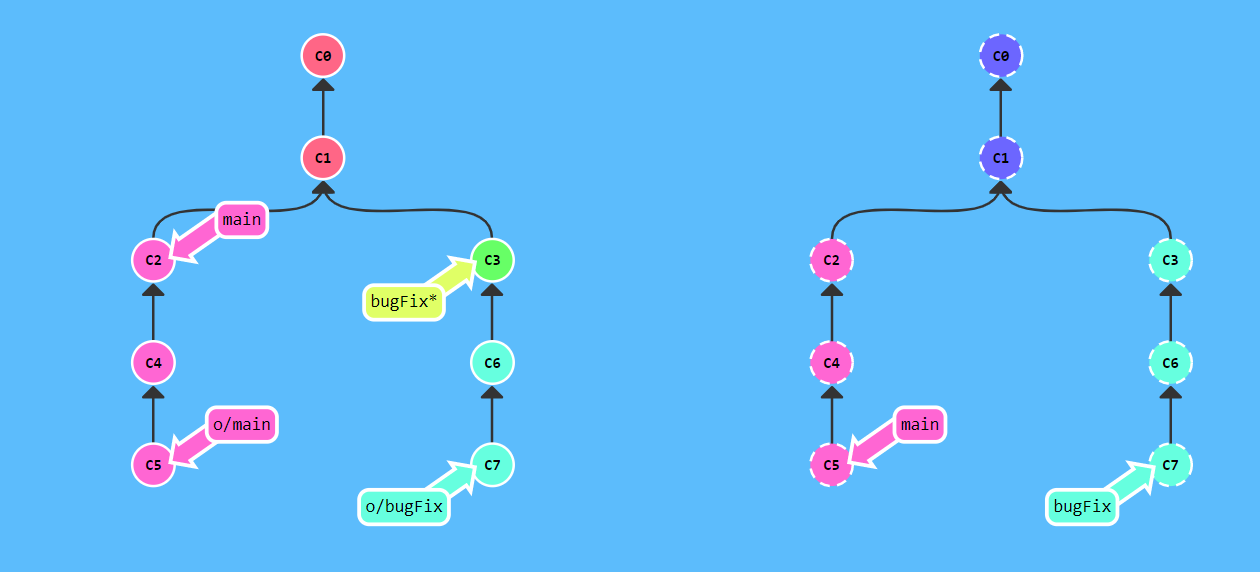 C0
C1
main
C2
C3
bugFix*
C4
C6
o/main
C5
C7
o/bugFix
C0
C1
C2
C3
C4
C6
main
C5
C7
bugFix